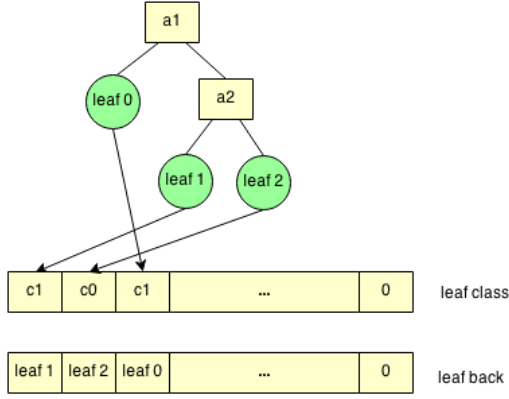 a1
leaf 0
a2
leaf 1
leaf 2
c1 c0 c1 ... 0 leaf class
leaf 1 leaf 2 leaf 0 ... 0 leaf back